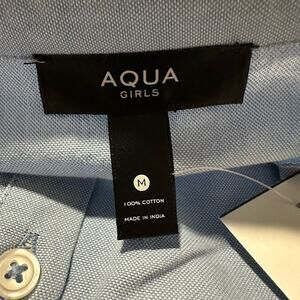 AQUA
GIRLS
M
100% COTTON
MADE IN INDIA